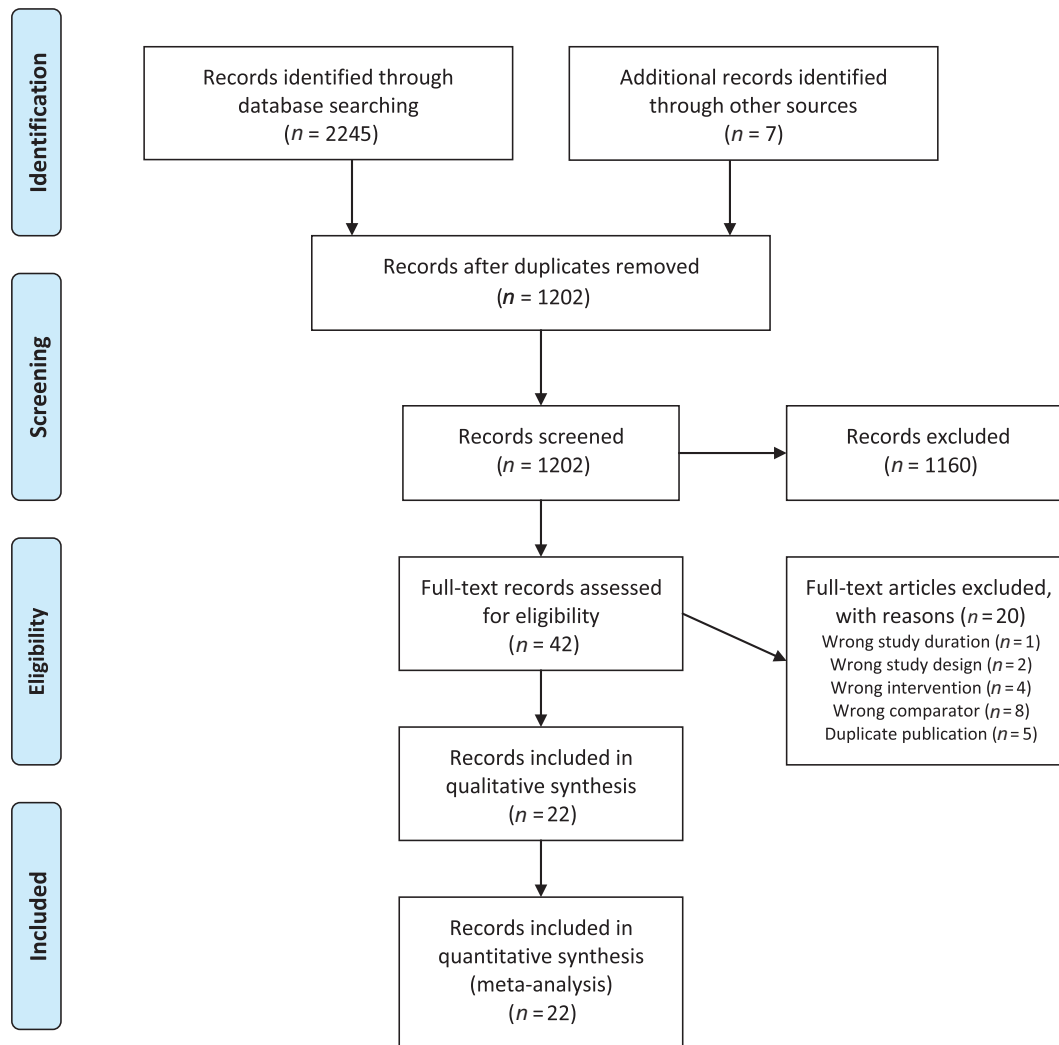 Identification
Records identified through
database searching
(n = 2245)
Additional records identified
through other sources
(n = 7)
Records after duplicates removed
(n = 1202)
Screening
Records screened
(n = 1202)
Records excluded
(n = 1160)
Eligibility
Full-text records assessed
for eligibility
(n = 42)
Full-text articles excluded,
with reasons (n = 20)
Wrong study duration (n = 1)
Wrong study design (n = 2)
Wrong intervention (n = 4)
Wrong comparator (n = 8)
Duplicate publication (n = 5)
Records included in
qualitative synthesis
(n = 22)
Included
Records included in
quantitative synthesis
(meta-analysis)
(n = 22)